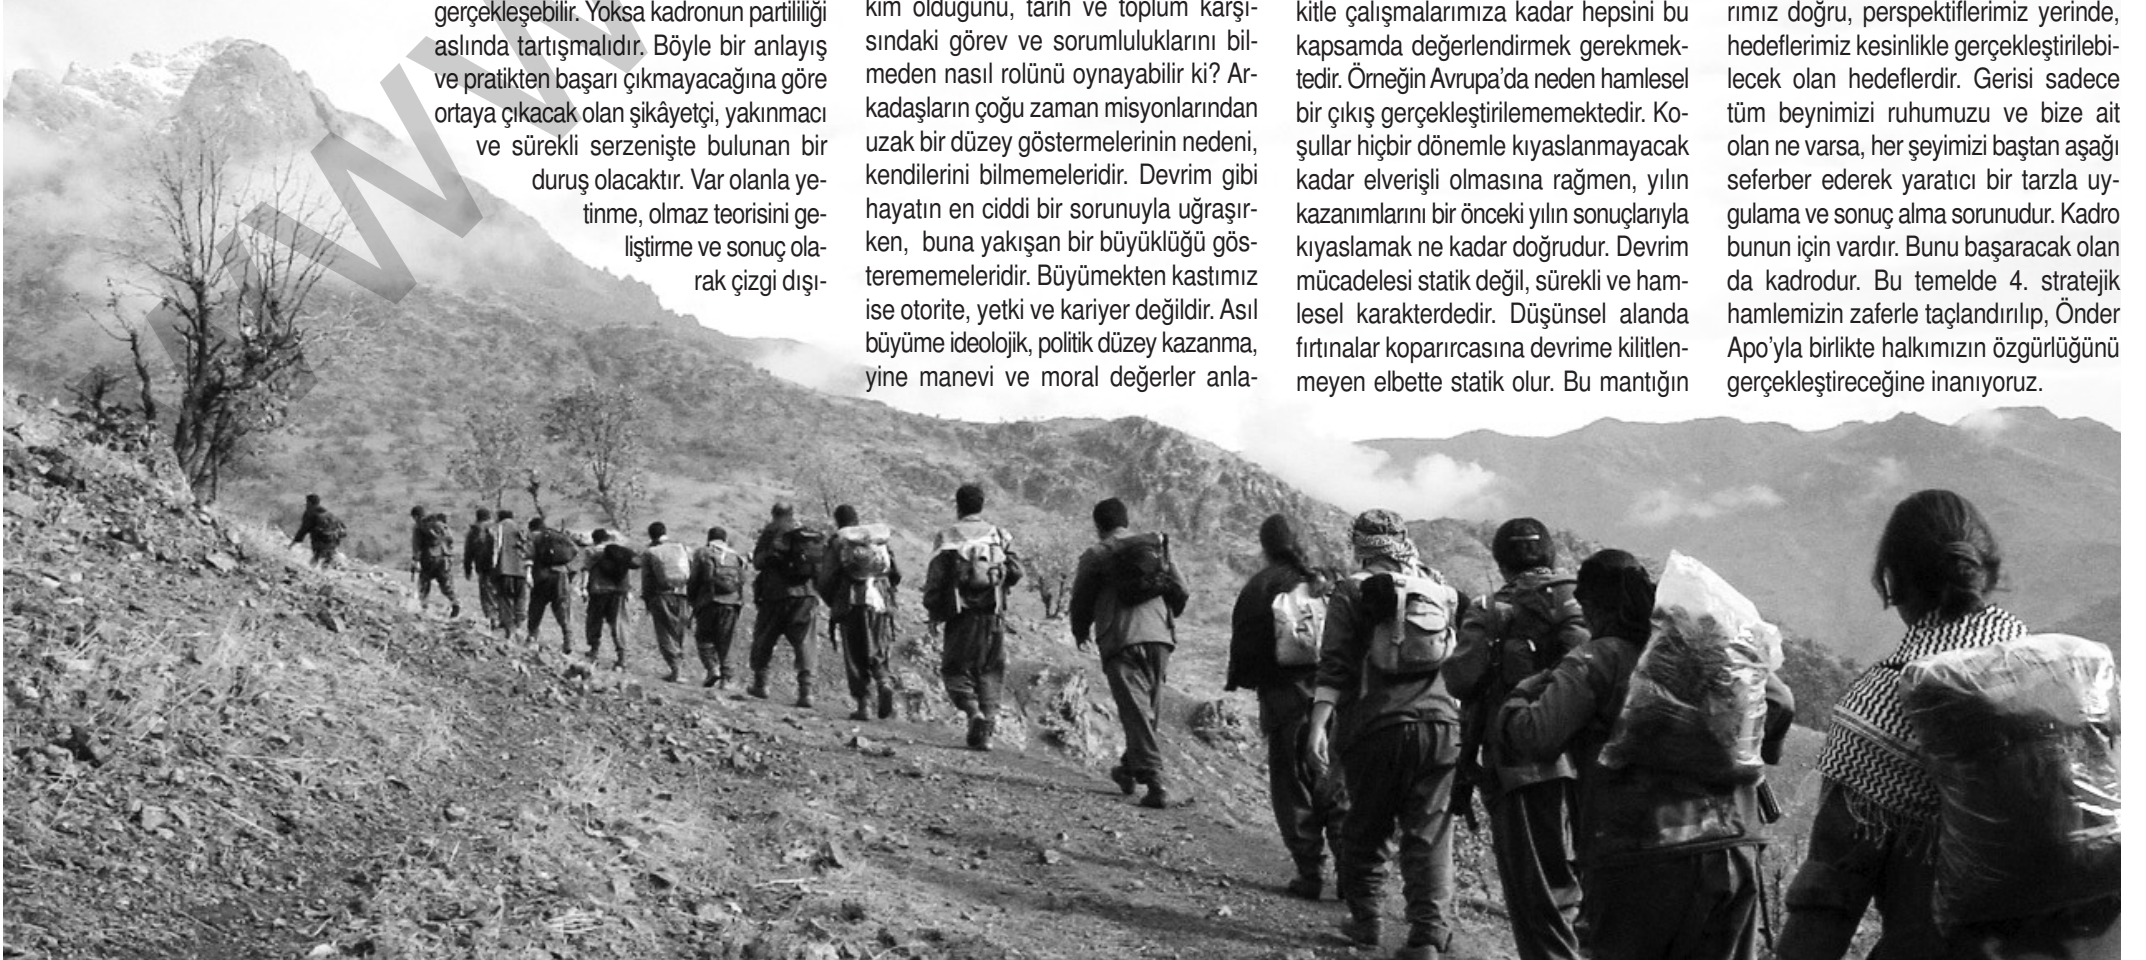 gerçekleşebilir. Yoksa kadronun partililiği
aslında tartışmalıdır. Böyle bir anlayış
ve pratikten başarı çıkmayacağına göre
ortaya çıkacak olan şikâyetçi, yakınmacı
ve sürekli serzenişte bulunan bir
duruş olacaktır. Var olanla ye-
tinme, olmaz teorisini ge-
liştirme ve sonuç ola-
rak çizgi dışı-
kim olduğunu, tarih ve toplum karşı-
sındaki görev ve sorumluluklarını bil-
meden nasıl rolünü oynayabilir ki? Ar-
kadaşların çoğu zaman misyonlarından
uzak bir düzey göstermelerinin nedeni,
kendilerini bilmemeleridir. Devrim gibi
hayatın en ciddi bir sorunuyla uğraşır-
ken, buna yakışan bir büyüklüğü gös-
terememeleridir. Büyümekten kastımız
ise otorite, yetki ve kariyer değildir. Asıl
büyüme ideolojik, politik düzey kazanma,
yine manevi ve moral değerler anla-
kitle çalışmalarımıza kadar hepsini bu
kapsamda değerlendirmek gerekmek-
tedir. Örneğin Avrupa'da neden hamlesel
bir çıkış gerçekleştirilememektedir. Ko-
şullar hiçbir dönemle kıyaslanmayacak
kadar elverişli olmasına rağmen, yılın
kazanımlarını bir önceki yılın sonuçlarıyla
kıyaslamak ne kadar doğrudur. Devrim
mücadelesi statik değil, sürekli ve ham-
lesel karakterdedir. Düşünsel alanda
fırtınalar koparırcasına devrime kilitlen-
meyen elbette statik olur. Bu mantığın
rımız doğru, perspektiflerimiz yerinde,
hedeflerimiz kesinlikle gerçekleştirilebi-
lecek olan hedeflerdir. Gerisi sadece
tüm beynimizi ruhumuzu ve bize ait
olan ne varsa, her şeyimizi baştan aşağı
seferber ederek yaratıcı bir tarzla uy-
gulama ve sonuç alma sorunudur. Kadro
bunun için vardır. Bunu başaracak olan
da kadrodur. Bu temelde 4. stratejik
hamlemizin zaferle taçlandırılıp, Önder
Apo'yla birlikte halkımızın özgürlüğünü
gerçekleştireceğine inanıyoruz.